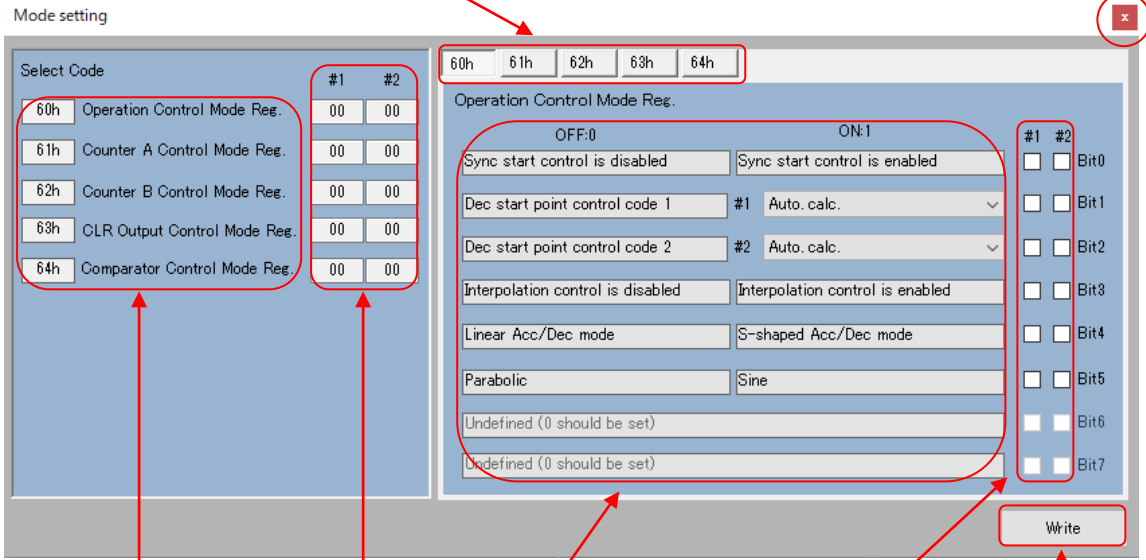 Mode setting
x
Select Code
#1 #2
60h Operation Control Mode Reg. 00 00
61h Counter A Control Mode Reg. 00 00
62h Counter B Control Mode Reg. 00 00
63h CLR Output Control Mode Reg. 00 00
64h Comparator Control Mode Reg. 00 00
60h 61h 62h 63h 64h
Operation Control Mode Reg.
OFF:0 ON:1 #1 #2
Sync start control is disabled Sync start control is enabled Bit0
Dec start point control code 1 #1 Auto. calc. Bit1
Dec start point control code 2 #2 Auto. calc. Bit2
Interpolation control is disabled Interpolation control is enabled Bit3
Linear Acc/Dec mode S-shaped Acc/Dec mode Bit4
Parabolic Sine Bit5
Undefined (0 should be set) Bit6
Undefined (0 should be set) Bit7
Write